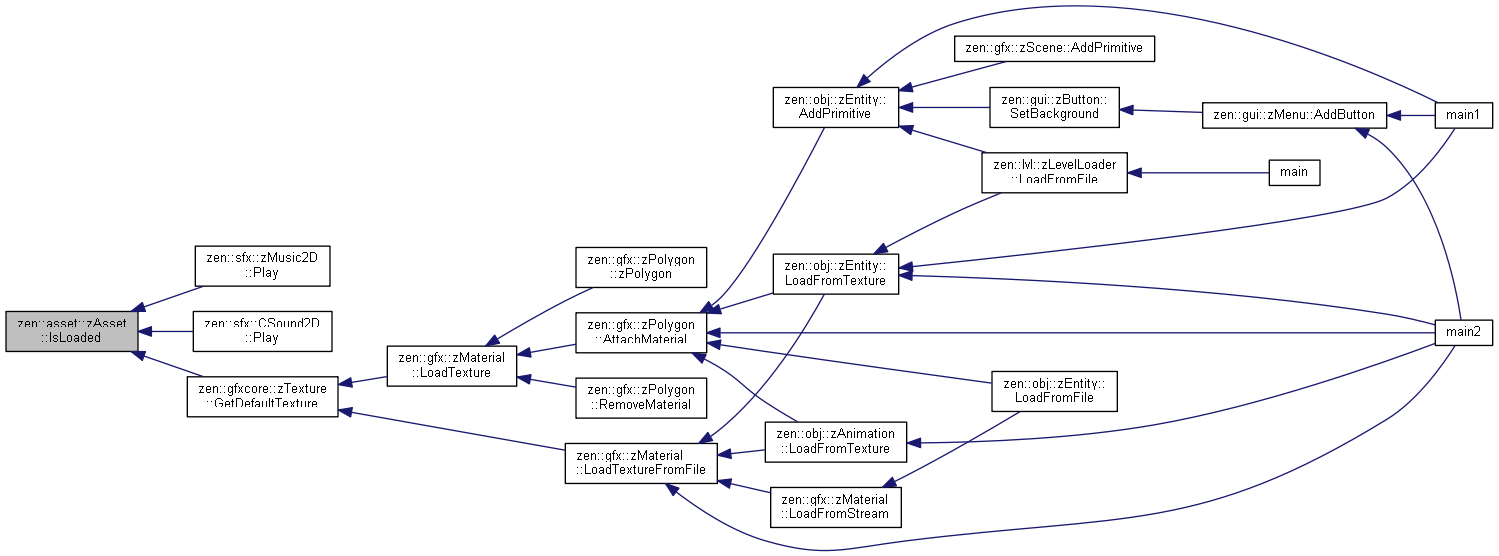 zen::asset::zAsset
::IsLoaded
zen::sfx::zMusic2D
::Play
zen::sfx::CSound2D
::Play
zen::gfxcore::zTexture
::GetDefaultTexture
zen::gfx::zMaterial
::LoadTexture
zen::gfx::zMaterial
::LoadTextureFromFile
zen::gfx::zPolygon
::zPolygon
zen::gfx::zPolygon
::AttachMaterial
zen::gfx::zPolygon
::RemoveMaterial
zen::obj::zEntity::
AddPrimitive
zen::obj::zEntity::
LoadFromTexture
zen::obj::zAnimation
::LoadFromTexture
zen::gfx::zMaterial
::LoadFromStream
zen::gfx::zScene::AddPrimitive
zen::gui::zButton::
SetBackground
zen::lvl::zLevelLoader
::LoadFromFile
zen::obj::zEntity::
LoadFromFile
zen::gui::zMenu::AddButton
main
main1
main2